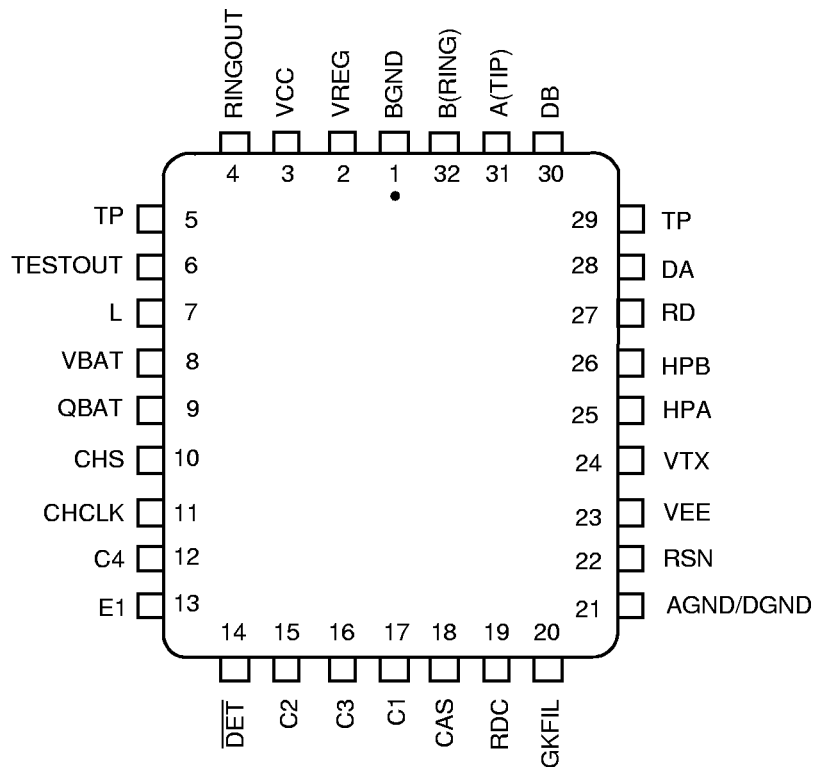 RINGOUT VCC VREG BGND B(RING) A(TIP) DB
4 3 2 1 32 31 30
TP 5 29 TP
TESTOUT 6 28 DA
L 7 27 RD
VBAT 8 26 HPB
QBAT 9 25 HPA
CHS 10 24 VTX
CHCLK 11 23 VEE
C4 12 22 RSN
E1 13 21 AGND/DGND
14 15 16 17 18 19 20
DET C2 C3 C1 CAS RDC GKFIL